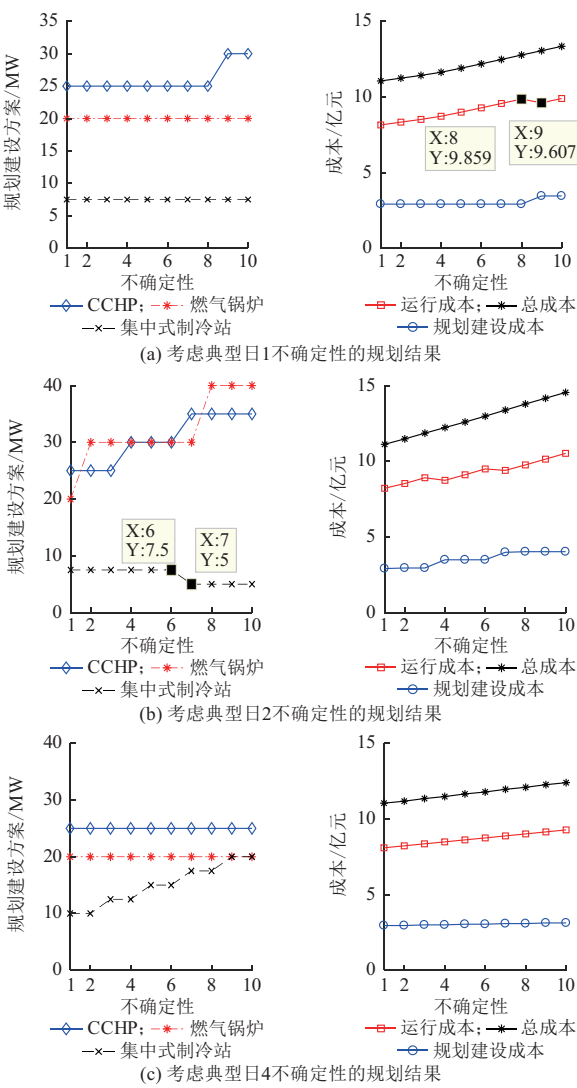 规划建设方案/MW
35
30
25
20
15
10
5
0
1 2 4 6 8 10
不确定性
CCHP; 燃气锅炉
集中式制冷站
成本/亿元
15
10
5
0
X:8
Y:9.859
X:9
Y:9.607
1 2 4 6 8 10
不确定性
运行成本; 总成本
规划建设成本
(a) 考虑典型日1不确定性的规划结果
规划建设方案/MW
40
30
20
10
0
X:6
Y:7.5
X:7
Y:5
1 2 4 6 8 10
不确定性
CCHP; 燃气锅炉
集中式制冷站
成本/亿元
15
10
5
0
1 2 4 6 8 10
不确定性
运行成本; 总成本
规划建设成本
(b) 考虑典型日2不确定性的规划结果
规划建设方案/MW
40
30
20
10
0
1 2 4 6 8 10
不确定性
CCHP; 燃气锅炉
集中式制冷站
成本/亿元
15
10
5
0
1 2 4 6 8 10
不确定性
运行成本; 总成本
规划建设成本
(c) 考虑典型日4不确定性的规划结果